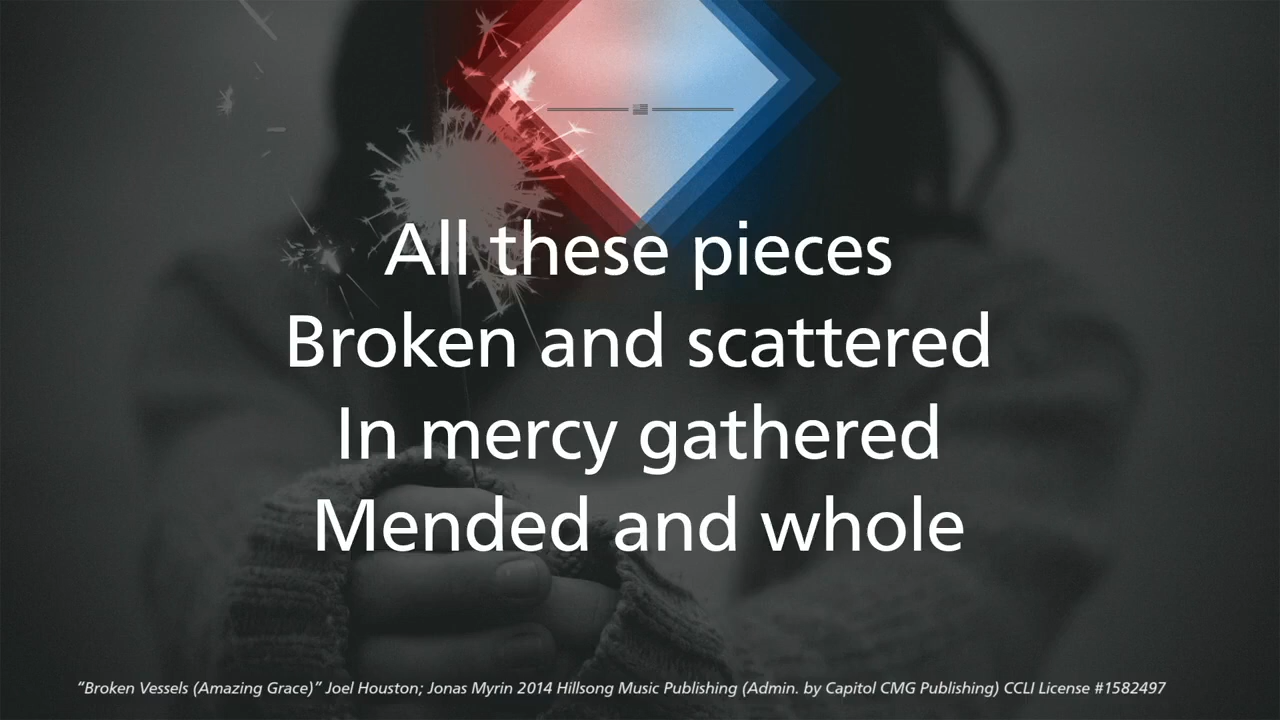 All these pieces
Broken and scattered
In mercy gathered
Mended and whole
“Broken Vessels (Amazing Grace)” Joel Houston; Jonas Myrin 2014 Hillsong Music Publishing (Admin. by Capitol CMG Publishing) CCLI License #1582497